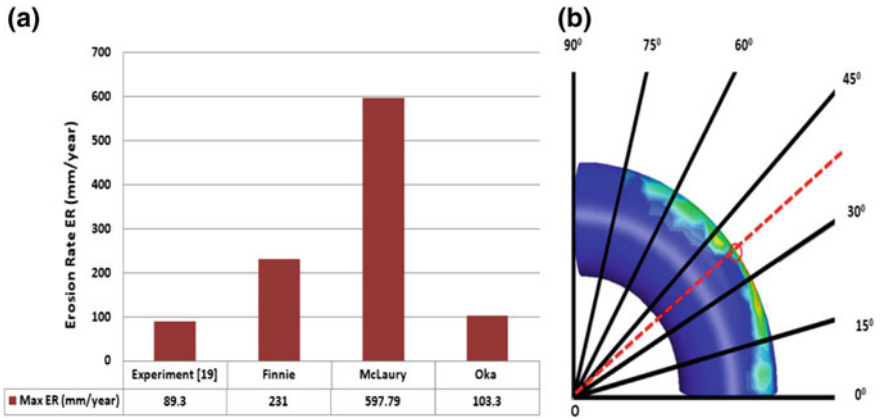 (a)
700
600
500
400
300
200
100
0
Erosion Rate ER (mm/year)
Experiment [19] Finnie McLaury Oka
Max ER (mm/year) 89.3 231 597.79 103.3
(b)
90⁰ 75⁰ 60⁰
45⁰
30⁰
15⁰
0⁰
0